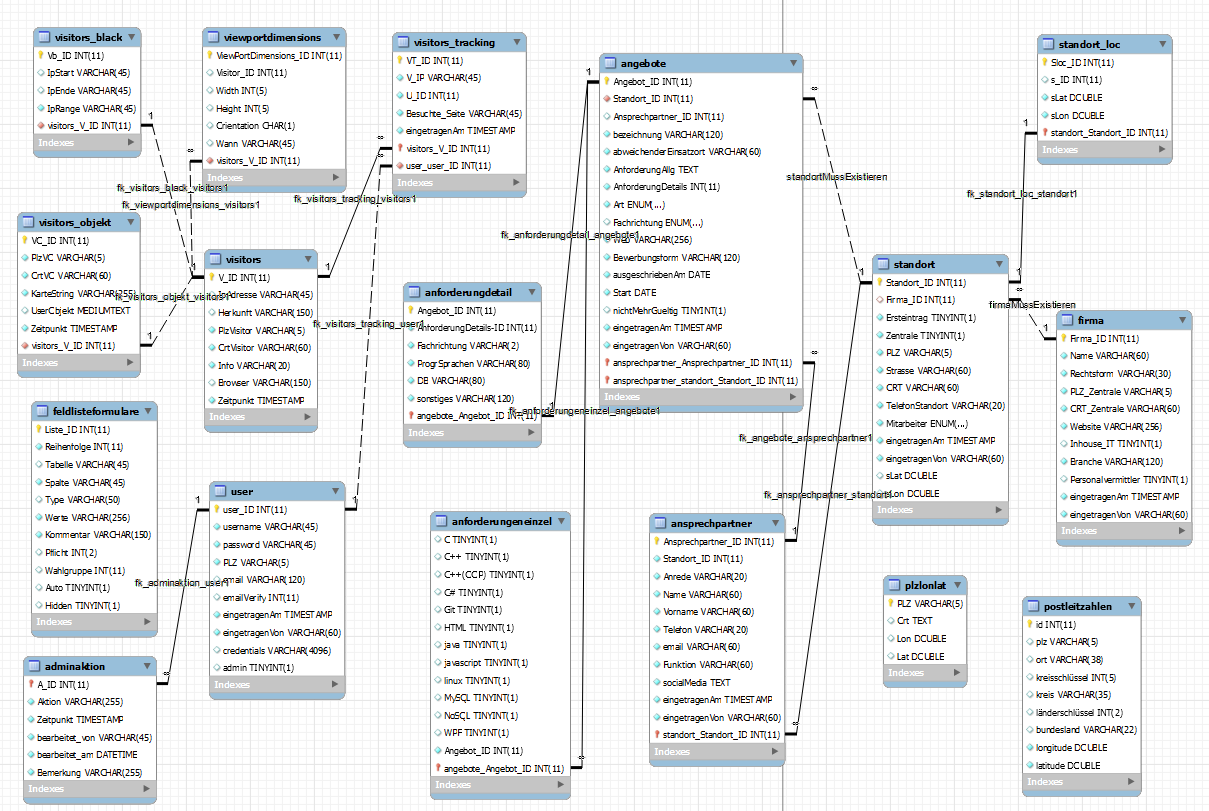 visitors_black
Vb_ID INT(11)
IpStart VARCHAR(45)
IpEnde VARCHAR(45)
IpRange VARCHAR(45)
visitors_V_ID INT(11)
Indexes
viewportdimensions
ViewPortDimensions_ID INT(11)
Visitor_ID INT(11)
Width INT(5)
Height INT(5)
Orientation CHAR(1)
Wann VARCHAR(45)
visitors_V_ID INT(11)
Indexes
visitors_tracking
VT_ID INT(11)
V_IP VARCHAR(45)
U_ID INT(11)
Besuchte_Seite VARCHAR(45)
eingetragenAm TIMESTAMP
visitors_V_ID INT(11)
user_user_ID INT(11)
Indexes
angebote
Angebot_ID INT(11)
Standort_ID INT(11)
Ansprechpartner_ID INT(11)
bezeichnung VARCHAR(120)
abweichenderEinsatzort VARCHAR(60)
AnforderungAllg TEXT
AnforderungDetails INT(11)
Art ENUM(...)
Fachrichtung ENUM(...)
Web VARCHAR(256)
Bewerbungsform VARCHAR(120)
ausgeschriebenAm DATE
Start DATE
nichtMehrGueltig TINYINT(1)
eingetragenAm TIMESTAMP
eingetragenVon VARCHAR(60)
ansprechpartner_Ansprechpartner_ID INT(11)
ansprechpartner_standort_Standort_ID INT(11)
Indexes
standort_loc
Sloc_ID INT(11)
s_ID INT(11)
sLat DOUBLE
sLon DOUBLE
standort_Standort_ID INT(11)
Indexes
fk_visitors_black_visitors1
fk_viewportdimensions_visitors1
fk_visitors_tracking_visitors1
fk_anforderungdetail_angebote1
standortMussExistieren
fk_standort_loc_standort1
visitors_objekt
VC_ID INT(11)
PlzVC VARCHAR(5)
OrtVC VARCHAR(60)
KarteString VARCHAR(255)
UserObjekt MEDIUMTEXT
Zeitpunkt TIMESTAMP
visitors_V_ID INT(11)
Indexes
fk_visitors_objekt_visitors1
visitors
V_ID INT(11)
IpAdresse VARCHAR(45)
Herkunft VARCHAR(150)
PlzVisitor VARCHAR(5)
OrtVisitor VARCHAR(60)
Info VARCHAR(20)
Browser VARCHAR(150)
Zeitpunkt TIMESTAMP
Indexes
fk_visitors_tracking_user1
anforderungdetail
Angebot_ID INT(11)
AnforderungDetails-ID INT(11)
Fachrichtung VARCHAR(2)
ProgrSprachen VARCHAR(80)
DB VARCHAR(80)
sonstiges VARCHAR(120)
angebote_Angebot_ID INT(11)
Indexes
fk_anforderungeneinzel_angebote1
standort
Standort_ID INT(11)
Firma_ID INT(11)
Ersteintrag TINYINT(1)
Zentrale TINYINT(1)
PLZ VARCHAR(5)
Strasse VARCHAR(60)
ORT VARCHAR(60)
TelefonStandort VARCHAR(20)
Mitarbeiter ENUM(...)
eingetragenAm TIMESTAMP
eingetragenVon VARCHAR(60)
sLat DOUBLE
sLon DOUBLE
Indexes
firmaMussExistieren
firma
Firma_ID INT(11)
Name VARCHAR(60)
Rechtsform VARCHAR(30)
PLZ_Zentrale VARCHAR(5)
ORT_Zentrale VARCHAR(60)
Website VARCHAR(256)
Inhouse_IT TINYINT(1)
Branche VARCHAR(120)
Personalvermittler TINYINT(1)
eingetragenAm TIMESTAMP
eingetragenVon VARCHAR(60)
Indexes
feldlisteformulare
Liste_ID INT(11)
Reihenfolge INT(11)
Tabelle VARCHAR(45)
Spalte VARCHAR(45)
Type VARCHAR(50)
Werte VARCHAR(256)
Kommentar VARCHAR(150)
Pflicht INT(2)
Wahlgruppe INT(11)
Auto TINYINT(1)
Hidden TINYINT(1)
Indexes
fk_adminaktion_user1
user
user_ID INT(11)
username VARCHAR(45)
password VARCHAR(45)
PLZ VARCHAR(5)
email VARCHAR(120)
emailVerify INT(11)
eingetragenAm TIMESTAMP
eingetragenVon VARCHAR(60)
credentials VARCHAR(4096)
admin TINYINT(1)
Indexes
fk_angebote_ansprechpartner1
fk_ansprechpartner_standort1
anforderungeneinzel
C TINYINT(1)
C++ TINYINT(1)
C++(CCP) TINYINT(1)
C# TINYINT(1)
Git TINYINT(1)
HTML TINYINT(1)
java TINYINT(1)
javascript TINYINT(1)
linux TINYINT(1)
MySQL TINYINT(1)
NoSQL TINYINT(1)
WPF TINYINT(1)
Angebot_ID INT(11)
angebote_Angebot_ID INT(11)
Indexes
ansprechpartner
Ansprechpartner_ID INT(11)
Standort_ID INT(11)
Anrede VARCHAR(20)
Name VARCHAR(60)
Vorname VARCHAR(60)
Telefon VARCHAR(20)
email VARCHAR(60)
Funktion VARCHAR(60)
socialMedia TEXT
eingetragenAm TIMESTAMP
eingetragenVon VARCHAR(60)
standort_Standort_ID INT(11)
Indexes
plzlonlat
PLZ VARCHAR(5)
Ort TEXT
Lon DOUBLE
Lat DOUBLE
Indexes
postleitzahlen
id INT(11)
plz VARCHAR(5)
ort VARCHAR(38)
kreisschlüssel INT(5)
kreis VARCHAR(35)
länderschlüssel INT(2)
bundesland VARCHAR(22)
longitude DOUBLE
latitude DOUBLE
Indexes
adminaktion
A_ID INT(11)
Aktion VARCHAR(255)
Zeitpunkt TIMESTAMP
bearbeitet_von VARCHAR(45)
bearbeitet_am DATETIME
Bemerkung VARCHAR(255)
Indexes